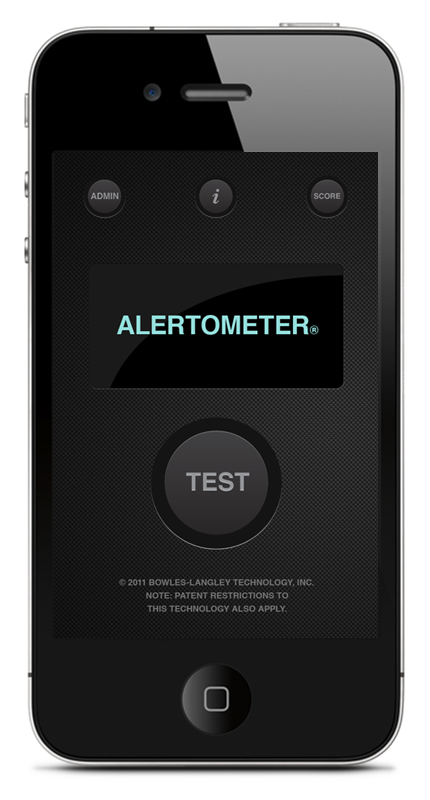 ADMIN
i
SCORE
ALERTOMETER®
TEST
© 2011 BOWLES-LANGLEY TECHNOLOGY, INC.
NOTE: PATENT RESTRICTIONS TO
THIS TECHNOLOGY ALSO APPLY.